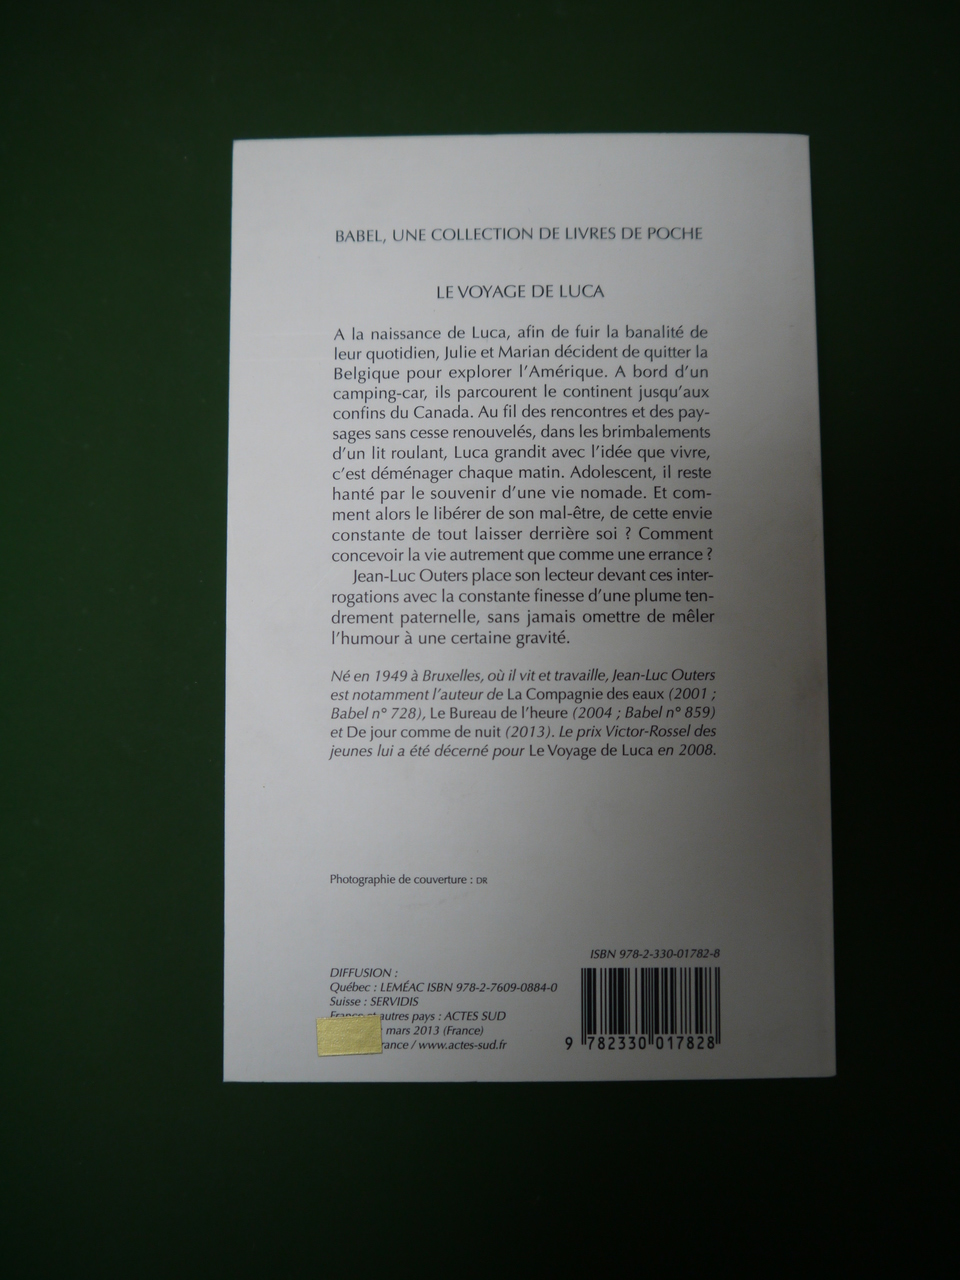 BABEL, UNE COLLECTION DE LIVRES DE POCHE
LE VOYAGE DE LUCA
A la naissance de Luca, afin de fuir la banalité de
leur quotidien, Julie et Marian décident de quitter la
Belgique pour explorer l'Amérique. A bord d'un
camping-car, ils parcourent le continent jusqu'aux
confins du Canada. Au fil des rencontres et des pay-
sages sans cesse renouvelés, dans les brimbalements
d'un lit roulant, Luca grandit avec l'idée que vivre,
c'est déménager chaque matin. Adolescent, il reste
hanté par le souvenir d'une vie nomade. Et com-
ment alors le libérer de son mal-être, de cette envie
constante de tout laisser derrière soi ? Comment
concevoir la vie autrement que comme une errance ?
Jean-Luc Outers place son lecteur devant ces inter-
rogations avec la constante finesse d'une plume ten-
drement paternelle, sans jamais omettre de mêler
l'humour à une certaine gravité.
Né en 1949 à Bruxelles, où il vit et travaille, Jean-Luc Outers
est notamment l'auteur de La Compagnie des eaux (2001 ;
Babel n° 728), Le Bureau de l'heure (2004 ; Babel n° 859)
et De jour comme de nuit (2013). Le prix Victor-Rossel des
jeunes lui a été décerné pour Le Voyage de Luca en 2008.
Photographie de couverture : DR
ISBN 978-2-330-01782-8
DIFFUSION :
Québec : LEMÉAC ISBN 978-2-7609-0884-0
Suisse : SERVIDIS
France et autres pays : ACTES SUD
mars 2013 (France)
rance / www.actes-sud.fr
9 782330 017828